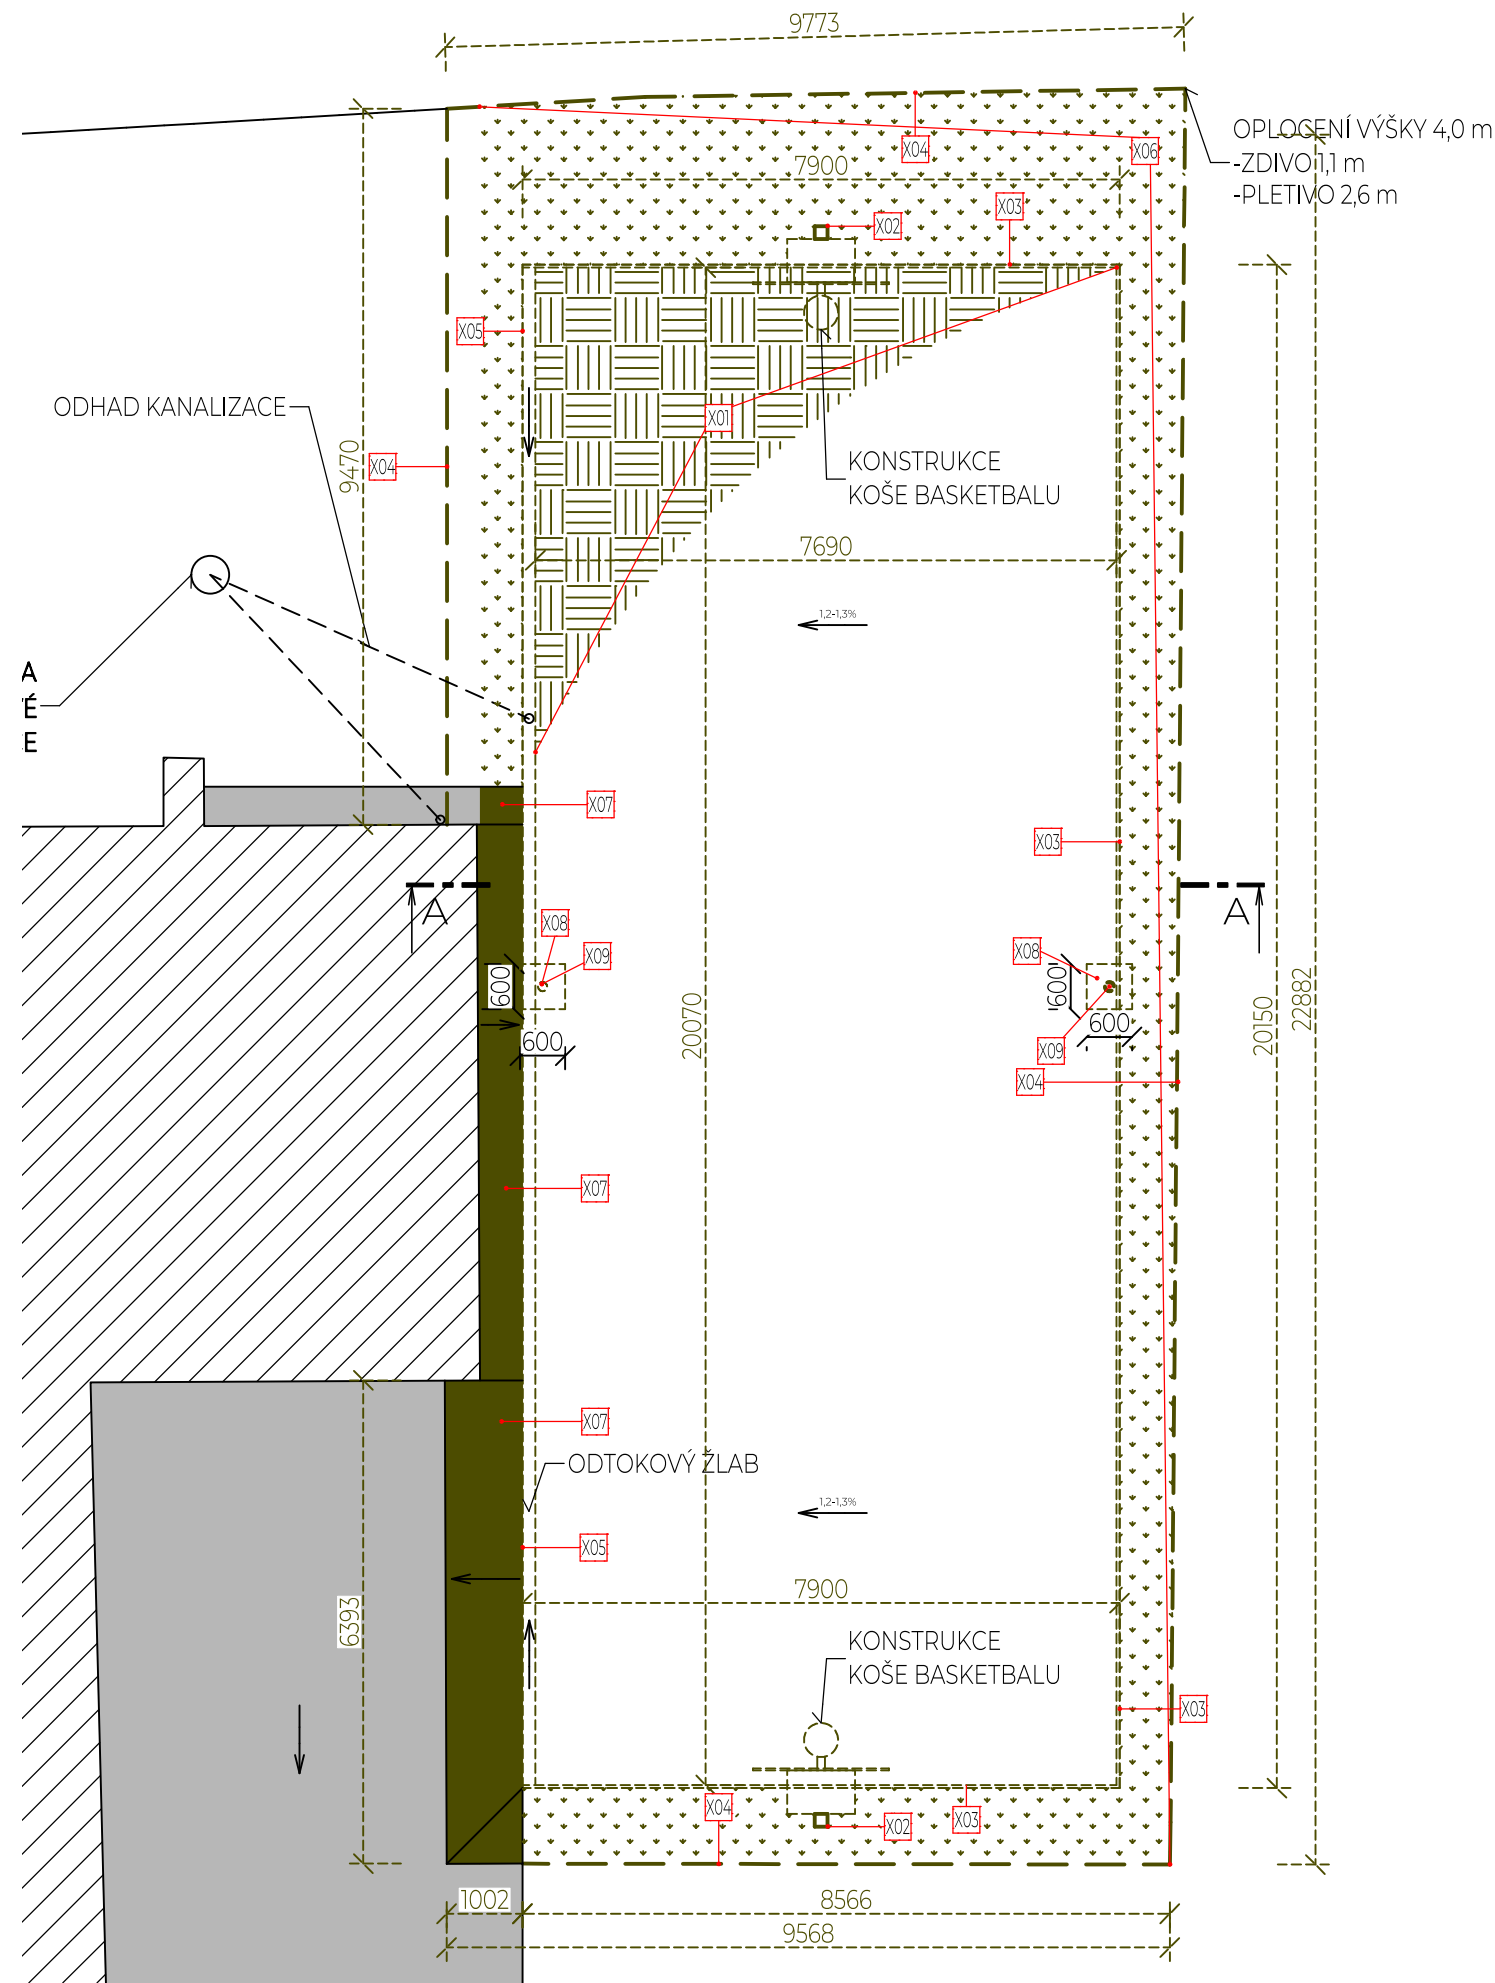 9773
OPLOCENÍ VÝŠKY 4,0 m
-ZDIVO 1,1 m
-PLETIVO 2,6 m
X04
X06
7900
X03
X02
X05
ODHAD KANALIZACE
X01
9470
X04
KONSTRUKCE
KOŠE BASKETBALU
7690
1,2-1,3%
A
É
E
X07
X03
A
A
X08
X09
X08
600
600
22882
20070
20150
600
600
X09
X04
X07
X07
ODTOKOVÝ ŽLAB
1,2-1,3%
X05
7900
6393
KONSTRUKCE
KOŠE BASKETBALU
X03
X04
X02
X03
1002
8566
9568